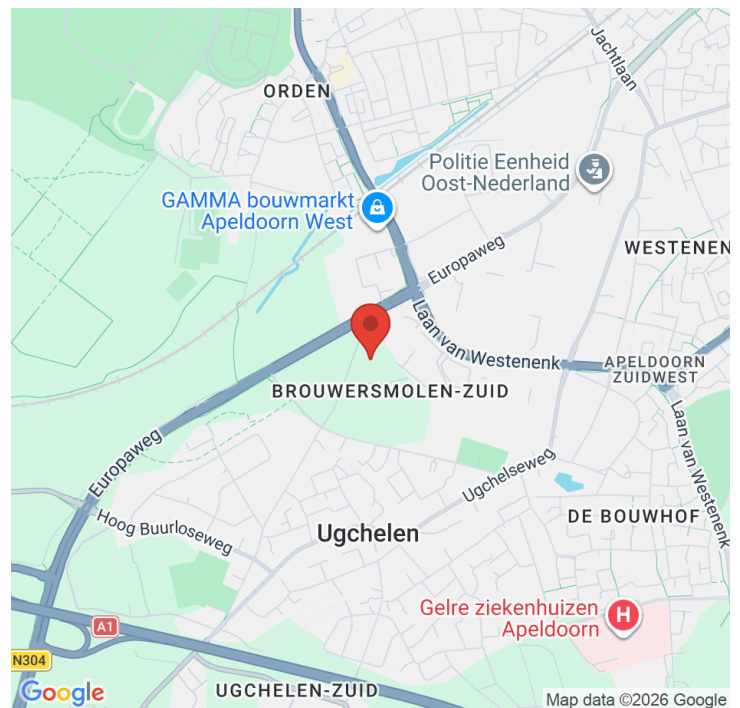 Jachtlaan
ORDEN
Politie Eenheid
Oost-Nederland
GAMMA bouwmarkt
Apeldoorn West
WESTENEN
Europaweg
Laan van Westenenk
APELDOORN
ZUIDWEST
BROUWERSMOLEN-ZUID
Laan van Westenenk
Europaweg
Ugchelseweg
Hoog Buurloseweg
Ugchelen
DE BOUWHOF
Gelre ziekenhuizen
Apeldoorn
H
A1
N304
UGCHELEN-ZUID
Google
Map data ©2026 Google